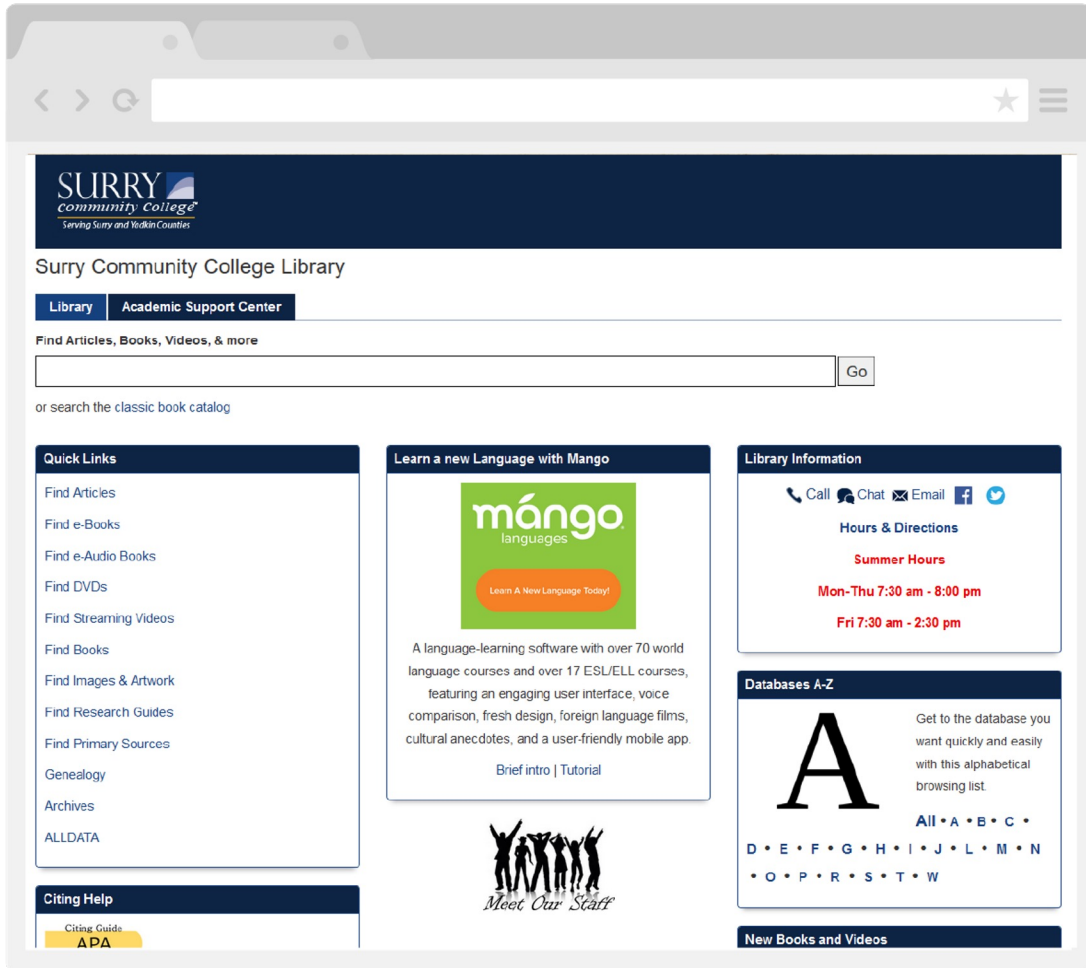 SURRY
community College
Serving Surry and Yadkin Counties
Surry Community College Library
Library
Academic Support Center
Find Articles, Books, Videos, & more
Go
or search the classic book catalog
Quick Links
Find Articles
Find e-Books
Find e-Audio Books
Find DVDs
Find Streaming Videos
Find Books
Find Images & Artwork
Find Research Guides
Find Primary Sources
Genealogy
Archives
ALLDATA
Citing Help
Citing Guide
APA
Learn a new Language with Mango
mángo
languages
Learn A New Language Today!
A language-learning software with over 70 world
language courses and over 17 ESL/ELL courses,
featuring an engaging user interface, voice
comparison, fresh design, foreign language films,
cultural anecdotes, and a user-friendly mobile app.
Brief intro | Tutorial
Meet Our Staff
Library Information
Call Chat Email
Hours & Directions
Summer Hours
Mon-Thu 7:30 am - 8:00 pm
Fri 7:30 am - 2:30 pm
Databases A-Z
A
Get to the database you
want quickly and easily
with this alphabetical
browsing list.
All • A • B • C •
D • E • F • G • H • I • J • L • M • N
• O • P • R • S • T • W
New Books and Videos